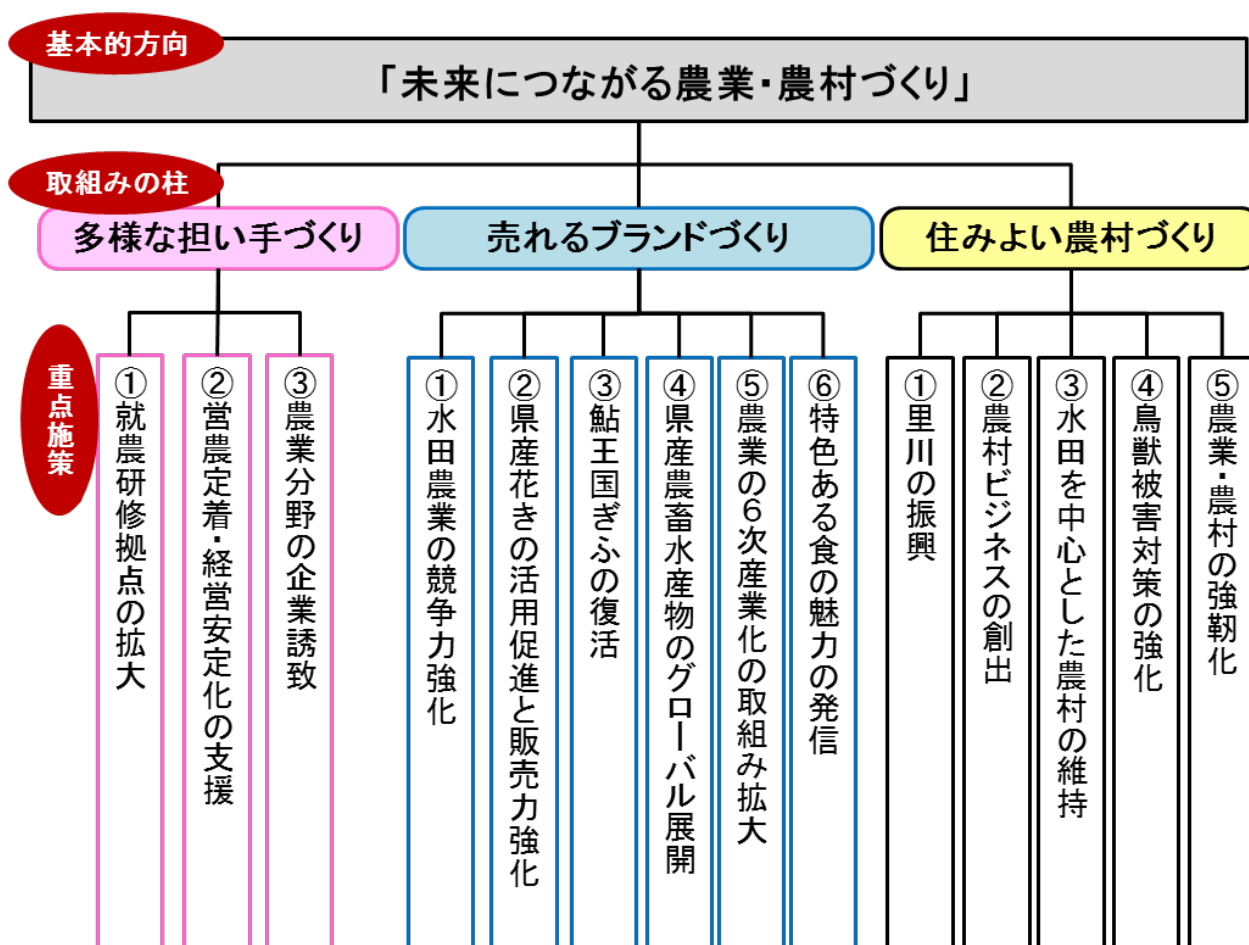 基本的方向
「未来につながる農業・農村づくり」
取組みの柱
多様な担い手づくり
売れるブランドづくり
住みよい農村づくり
重点施策
①就農研修拠点の拡大
②営農定着・経営安定化の支援
③農業分野の企業誘致
①水田農業の競争力強化
②県産花きの活用促進と販売力強化
③鮎王国ぎふの復活
④県産農畜水産物のグローバル展開
⑤農業の6次産業化の取組み拡大
⑥特色ある食の魅力の発信
①里川の振興
②農村ビジネスの創出
③水田を中心とした農村の維持
④鳥獣被害対策の強化
⑤農業・農村の強靭化